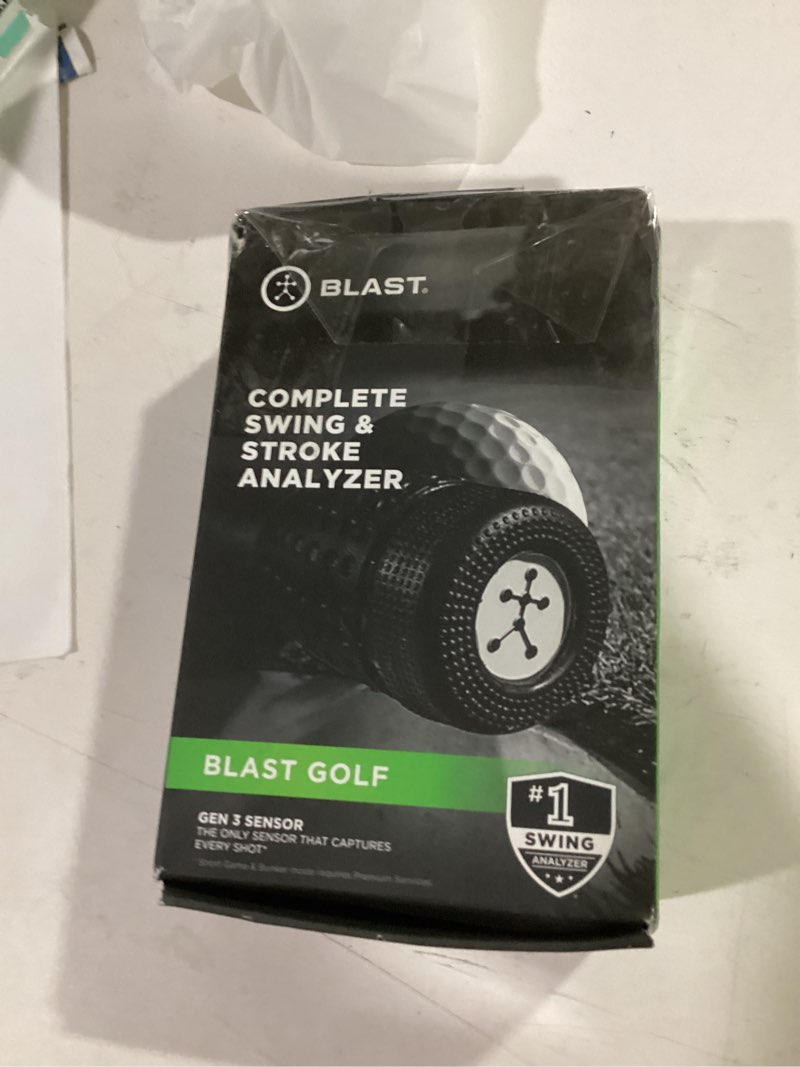 BLAST®
COMPLETE
SWING &
STROKE
ANALYZER
BLAST GOLF
GEN 3 SENSOR
THE ONLY SENSOR THAT CAPTURES
EVERY SHOT™
*Short Game & Bunker mode requires Premium Services
#1
SWING
ANALYZER